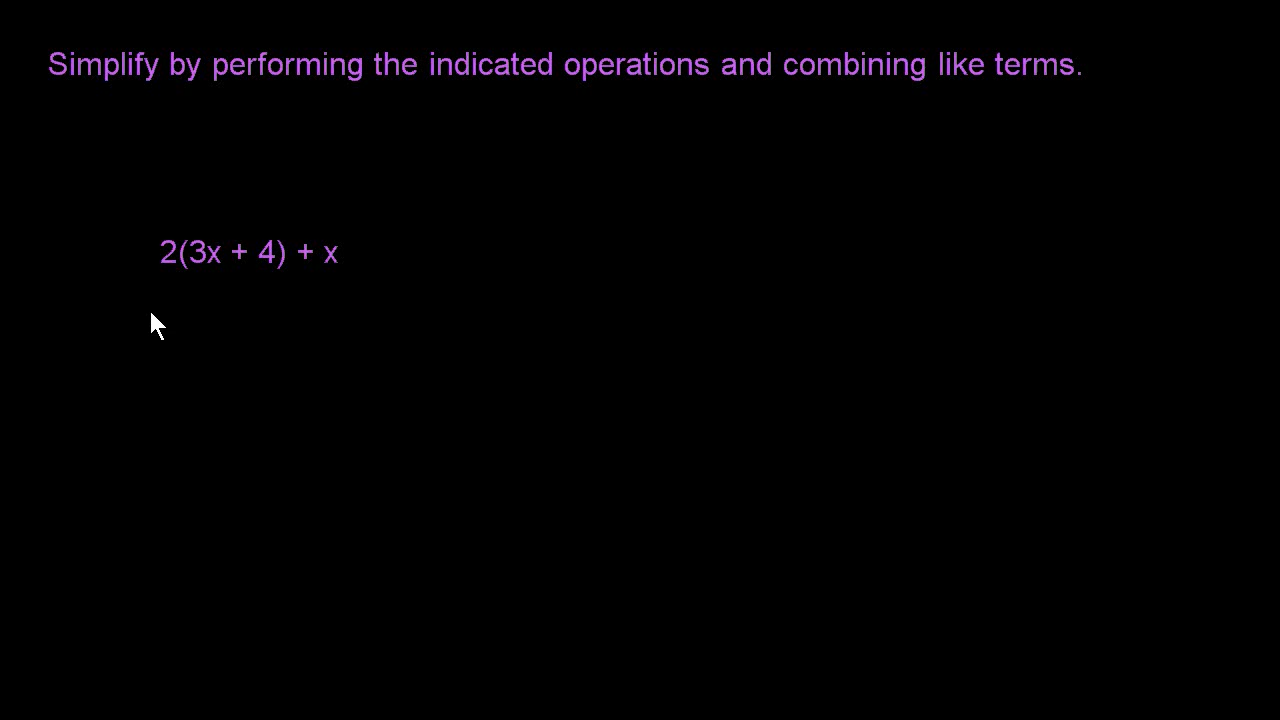 Simplify by performing the indicated operations and combining like terms.
2(3x + 4) + x